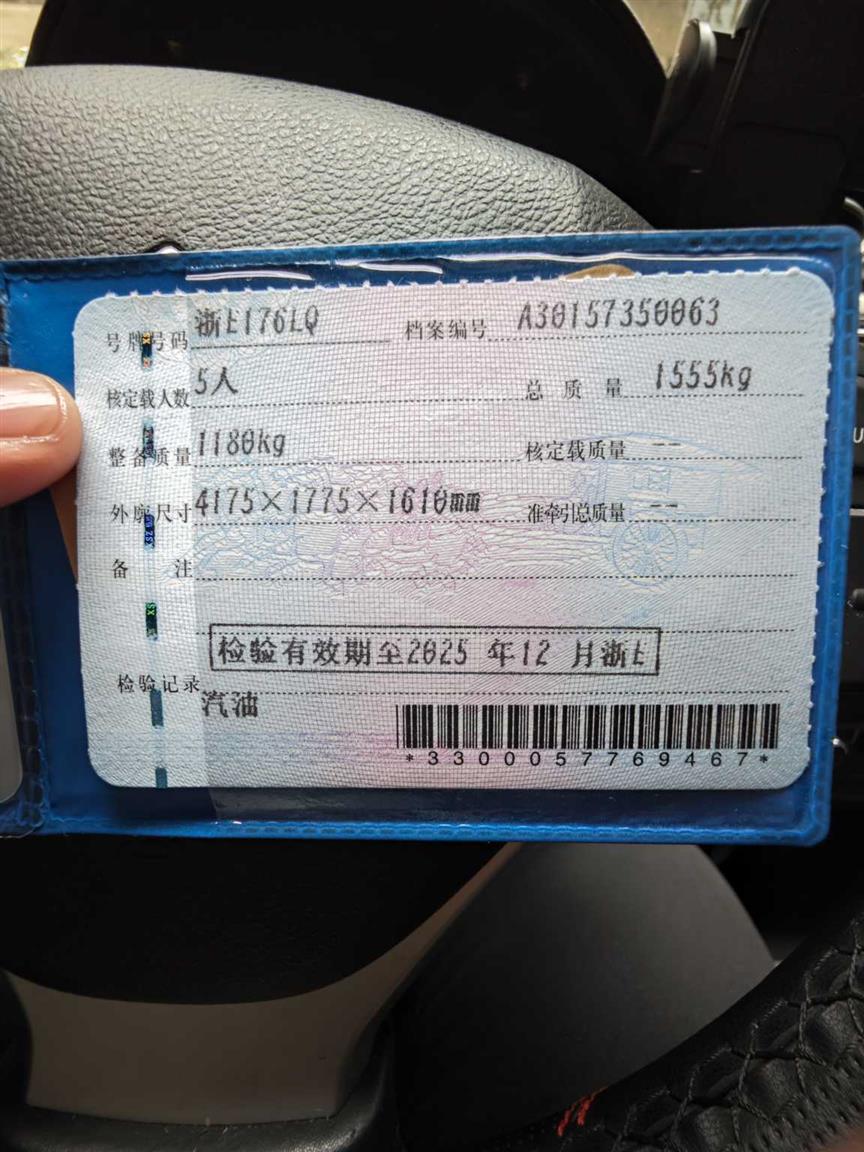 号牌号码 浙E176LQ 档案编号 A30157350063
核定载人数 5人 总质量 1555kg
整备质量 1180kg 核定载质量 --
外廓尺寸 4175×1775×1610mm 准牵引总质量 --
备注
检验有效期至2025 年12 月浙E
检验记录
汽油
*3300057769467*